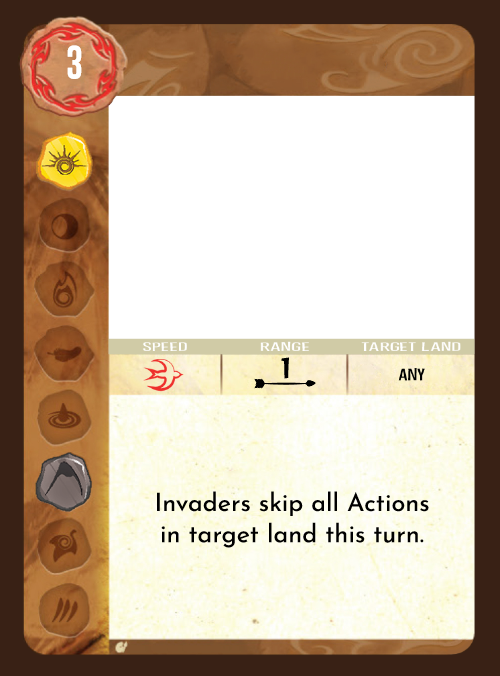 3
SPEED RANGE TARGET LAND
1 ANY
Invaders skip all Actions
in target land this turn.